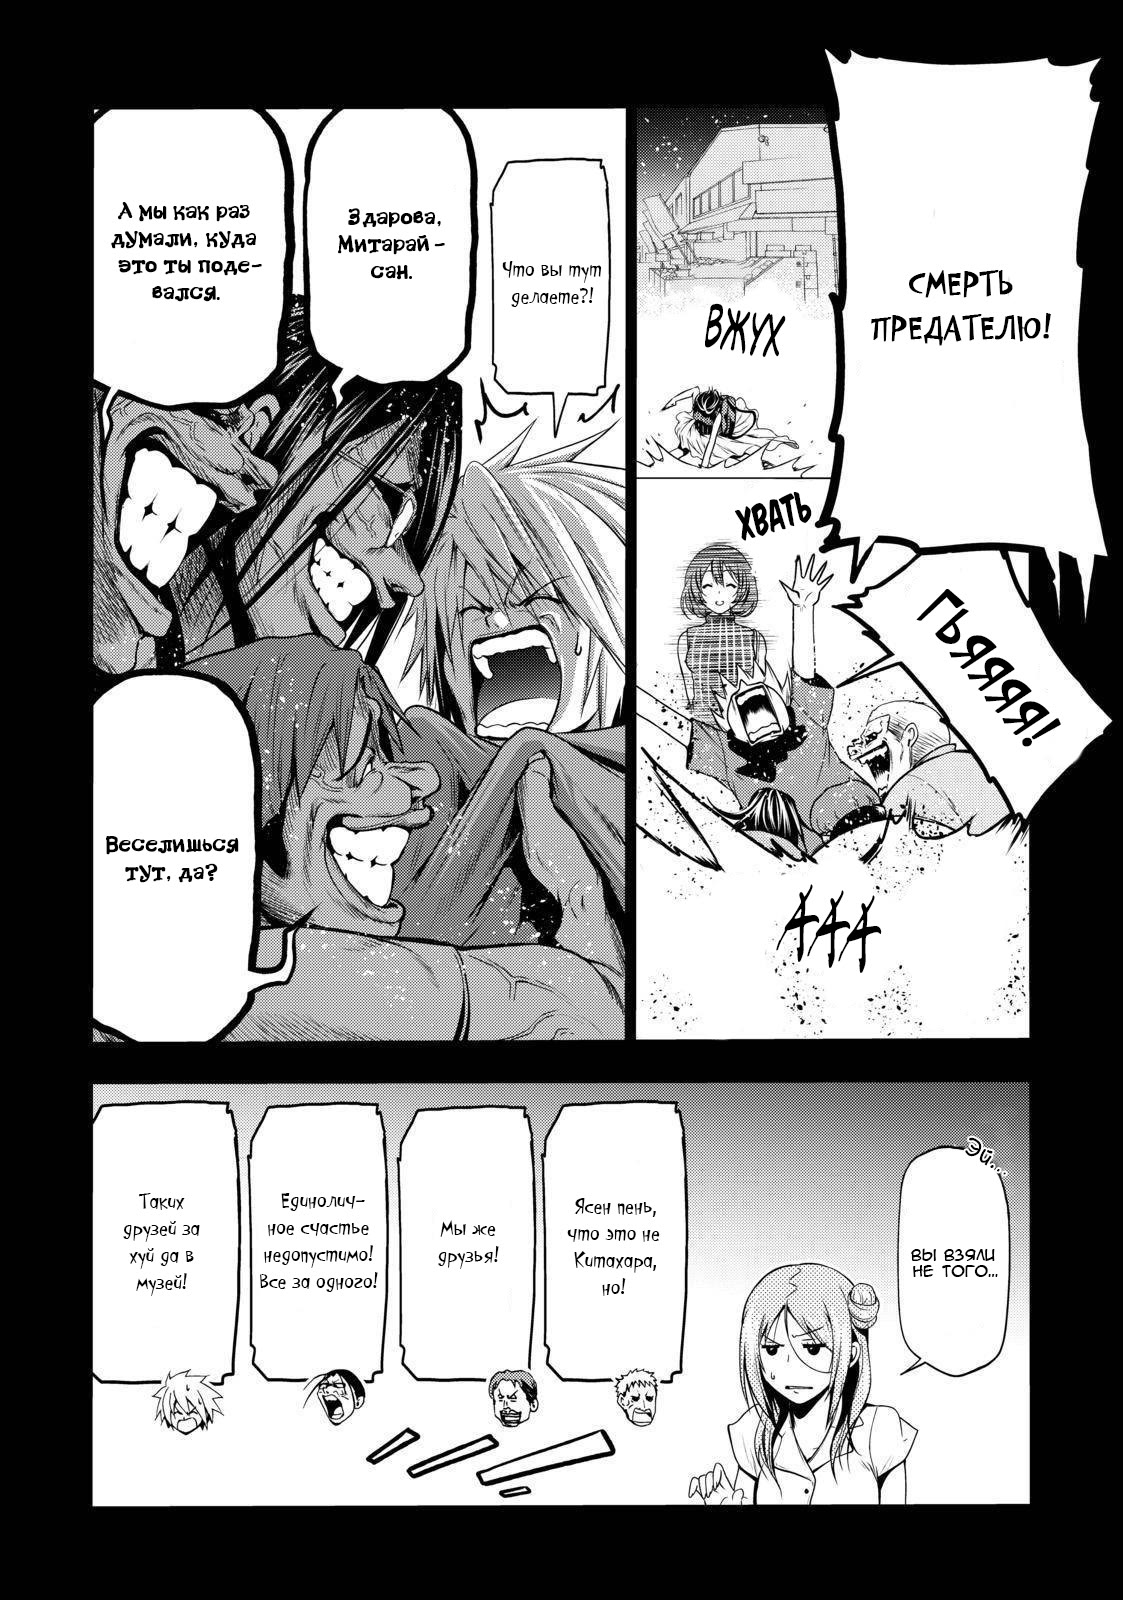 СМЕРТЬ
ПРЕДАТЕЛЮ!
ВЖУХ
ХВАТЬ
ГЬЯЯЯЯ!
ААА
Что вы тут
делаете?!
Здарова,
Митарай -
сан.
А мы как раз
думали, куда
это ты поде-
вался.
Веселишься
тут, да?
Эй...
ВЫ ВЗЯЛИ
НЕ ТОГО...
Ясен пень,
что это не
Китахара,
но!
Мы же
друзья!
Единолич-
ное счастье
недопустимо!
Все за одного!
Таких
друзей за
хуй да в
музей!